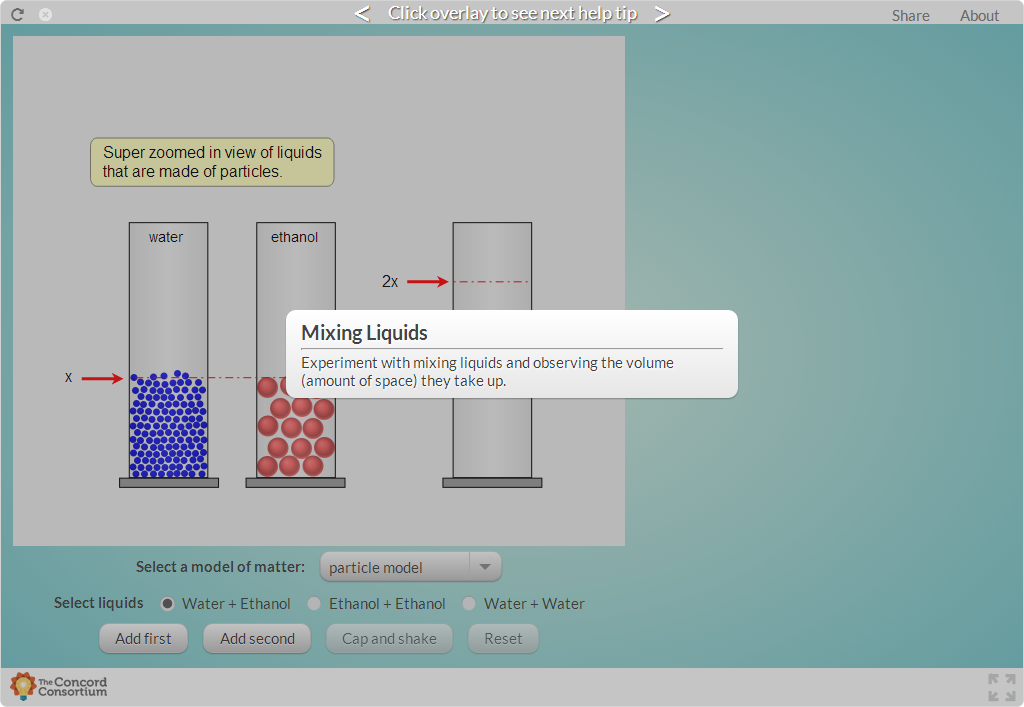 < Click overlay to see next help tip >
Share About
Super zoomed in view of liquids
that are made of particles.
water
ethanol
2x
Mixing Liquids
Experiment with mixing liquids and observing the volume
(amount of space) they take up.
x
Select a model of matter: particle model
Select liquids Water + Ethanol Ethanol + Ethanol Water + Water
Add first Add second Cap and shake Reset
The Concord
Consortium